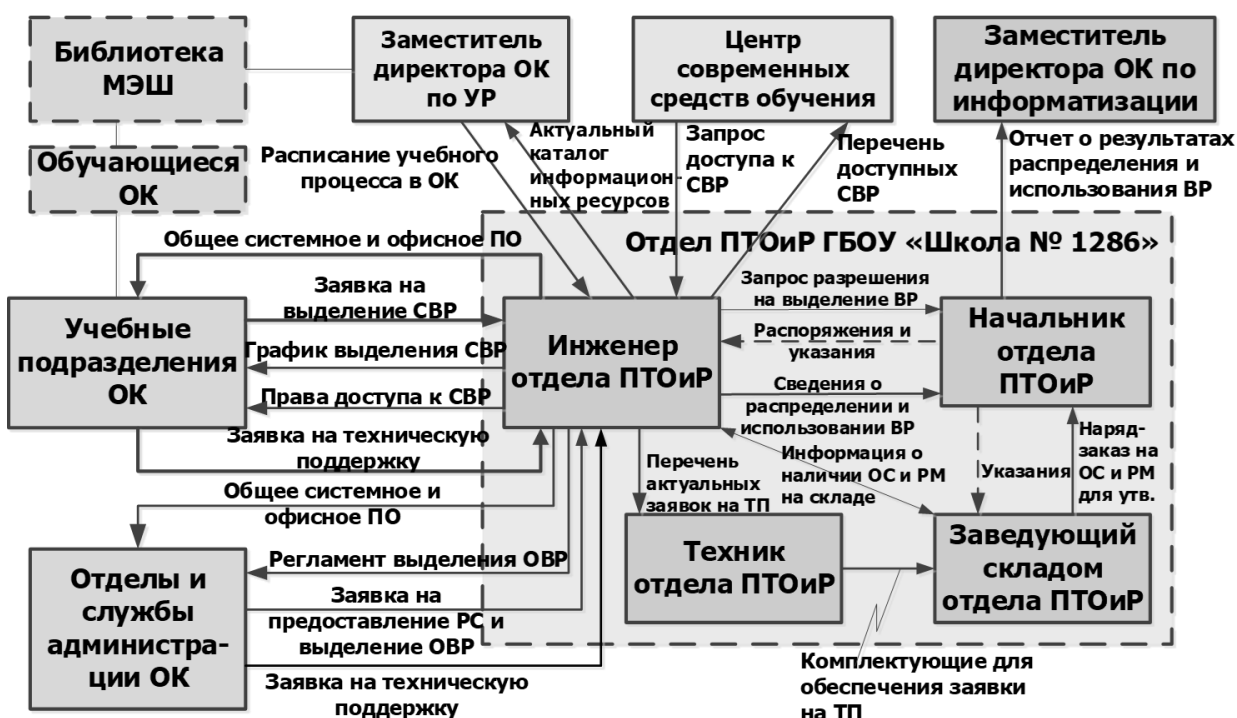 Библиотека
МЭШ
Заместитель
директора ОК
по УР
Центр
современных
средств обучения
Заместитель
директора ОК по
информатизации
Обучающиеся
ОК
Расписание учебного
процесса в ОК
Актуальный
каталог
информацион-
ных ресурсов
Запрос
доступа к
СВР
Перечень
доступных
СВР
Отчет о результатах
распределения и
использования ВР
Общее системное и офисное ПО
Отдел ПТОиР ГБОУ «Школа № 1286»
Заявка на
выделение СВР
Запрос разрешения
на выделение ВР
Учебные
подразделения
ОК
График выделения СВР
Инженер
отдела ПТОиР
Распоряжения и
указания
Начальник
отдела
ПТОиР
Права доступа к СВР
Сведения о
распределении и
использовании ВР
Заявка на техническую
поддержку
Перечень
актуальных
заявок на ТП
Информация о
наличии ОС и РМ
на складе
Указания
Наряд-
заказ на
ОС и РМ
для утв.
Общее системное и
офисное ПО
Отделы и
службы
администра-
ции ОК
Регламент выделения ОВР
Техник
отдела ПТОиР
Заведующий
складом
отдела ПТОиР
Заявка на
предоставление РС и
выделение ОВР
Заявка на техническую
поддержку
Комплектующие для
обеспечения заявки
на ТП